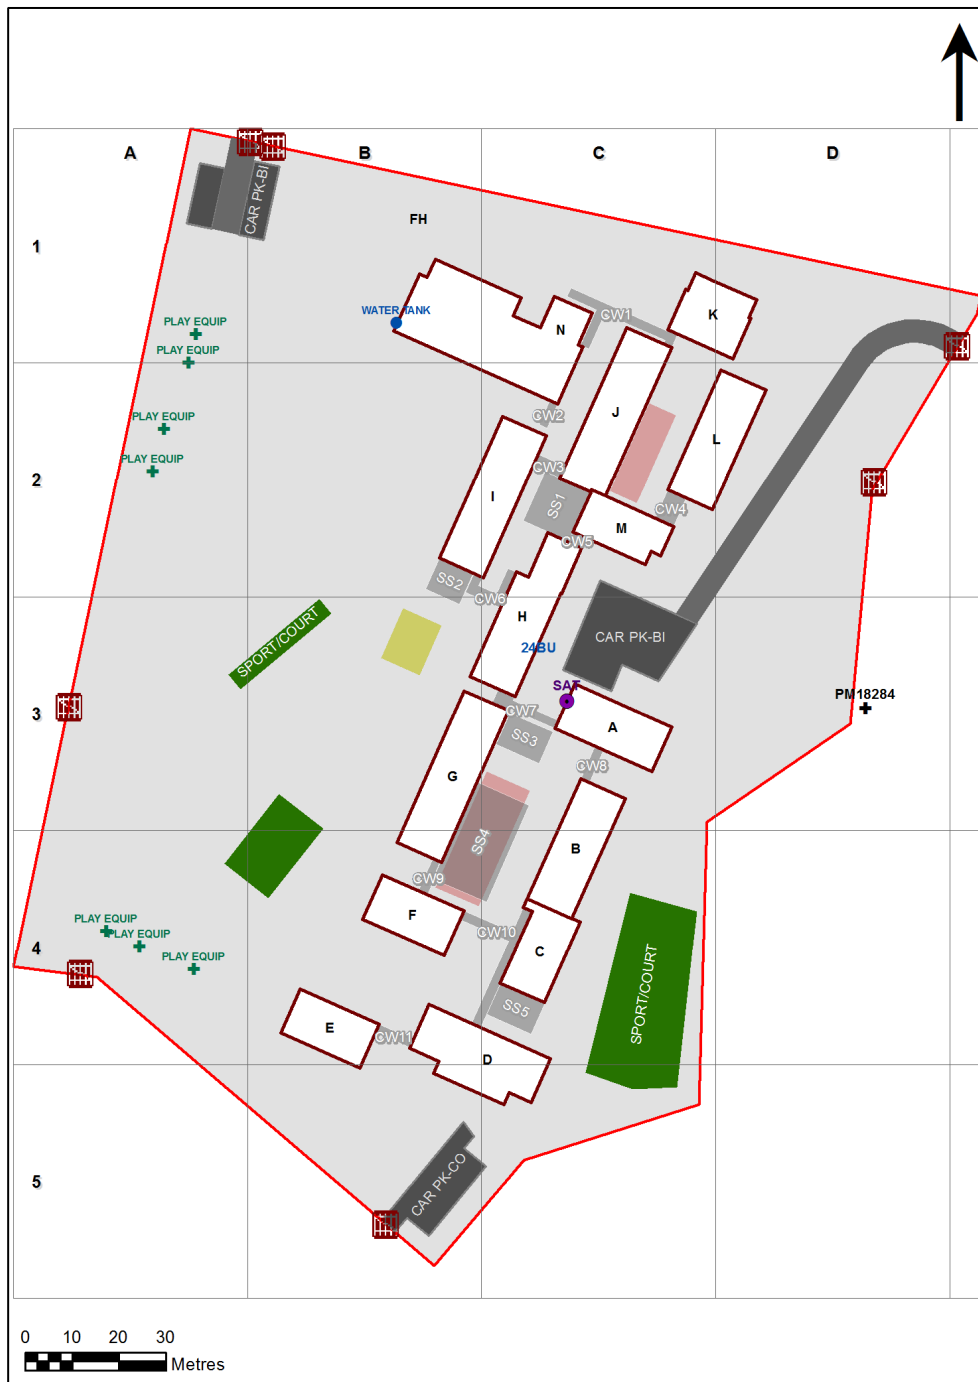 A
B
C
D
CAR PK-BI
FH
1
WATER TANK
K
N
CW1
PLAY EQUIP
PLAY EQUIP
J
CW2
PLAY EQUIP
L
PLAY EQUIP
CW3
2
I
SS1
CW4
M
CW5
SS2
CW6
H
SPORT/COURT
CAR PK-BI
24BU
SAT
PM18284
CW7
3
A
SS3
CW8
G
SS4
B
CW9
F
PLAY EQUIP
CW10
PLAY EQUIP
4
C
PLAY EQUIP
SPORT/COURT
SS5
E
CW11
D
5
CAR PK-CO
0 10 20 30
Metres